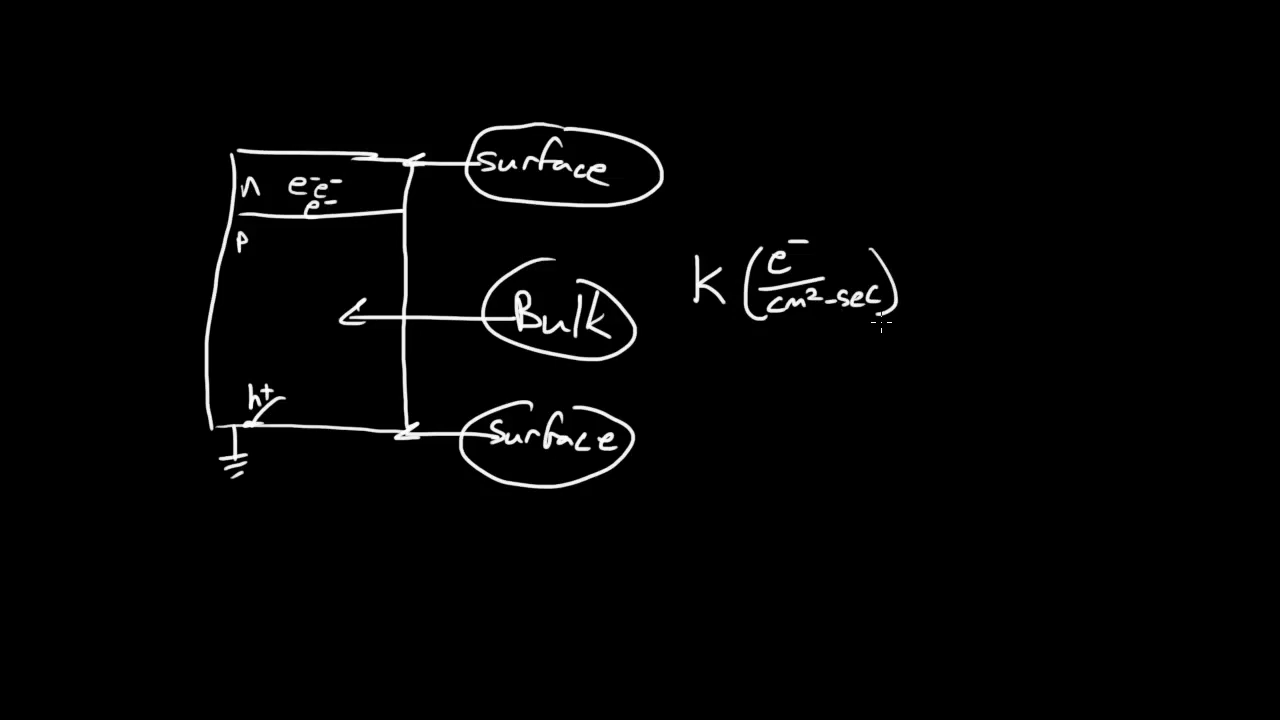 surface
n e⁻ e⁻
e⁻
p
K (e⁻/cm²-sec)
Bulk
h⁺
surface